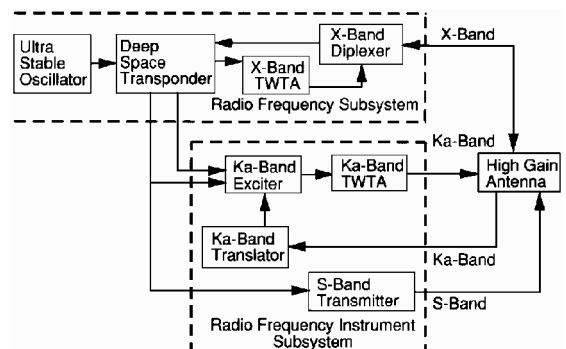 Ultra
Stable
Oscillator
Deep
Space
Transponder
X-Band
TWTA
X-Band
Diplexer
X-Band
Radio Frequency Subsystem
Ka-Band
Ka-Band
Exciter
Ka-Band
TWTA
High Gain
Antenna
Ka-Band
Translator
Ka-Band
S-Band
Transmitter
S-Band
Radio Frequency Instrument
Subsystem